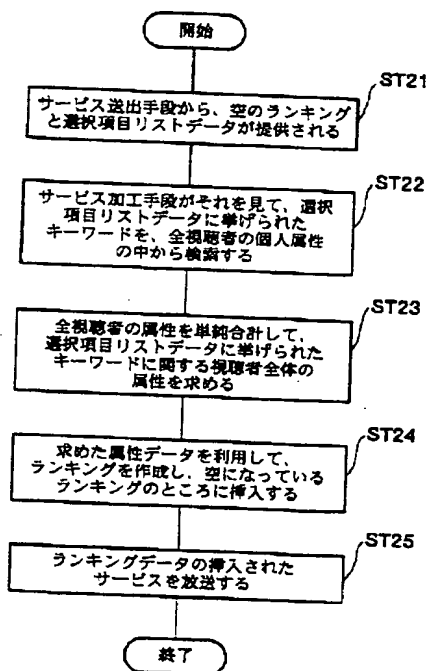 開始
ST21
サービス送出手段から、空のランキング
と選択項目リストデータが提供される
ST22
サービス加工手段がそれを見て、選択
項目リストデータに挙げられた
キーワードを、全視聴者の個人属性
の中から検索する
ST23
全視聴者の属性を単純合計して、
選択項目リストデータに挙げられた
キーワードに関する視聴者全体の
属性を求める
ST24
求めた属性データを利用して、
ランキングを作成し、空になっている
ランキングのところに挿入する
ST25
ランキングデータの挿入された
サービスを放送する
終了